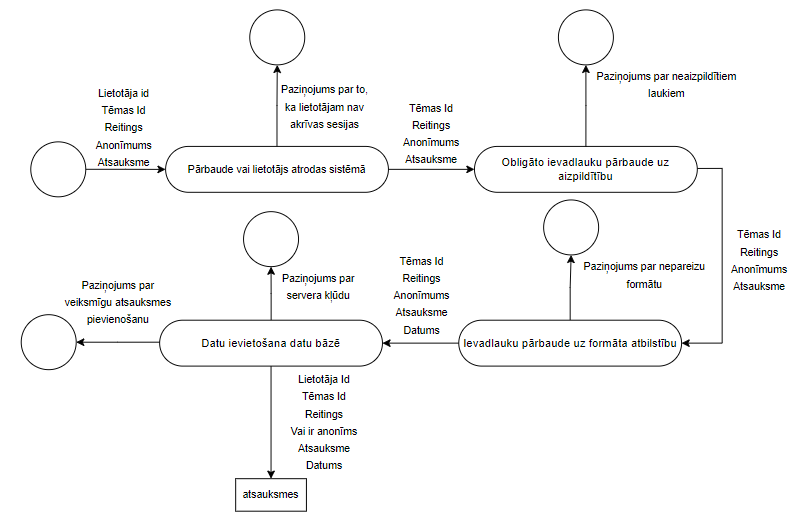 Lietotāja id
Tēmas Id
Reitings
Anonīmums
Atsauksme
Paziņojums par to,
ka lietotājam nav
akrīvas sesijas
Pārbaude vai lietotājs atrodas sistēmā
Tēmas Id
Reitings
Anonīmums
Atsauksme
Paziņojums par neaizpildītiem
laukiem
Obligāto ievadlauku pārbaude uz
aizpildītību
Tēmas Id
Reitings
Anonīmums
Atsauksme
Paziņojums par nepareizu
formātu
Ievadlauku pārbaude uz formāta atbilstību
Tēmas Id
Reitings
Anonīmums
Atsauksme
Datums
Paziņojums par
servera kļūdu
Datu ievietošana datu bāzē
Paziņojums par
veiksmīgu atsauksmes
pievienošanu
Lietotāja Id
Tēmas Id
Reitings
Vai ir anonīms
Atsauksme
Datums
atsauksmes